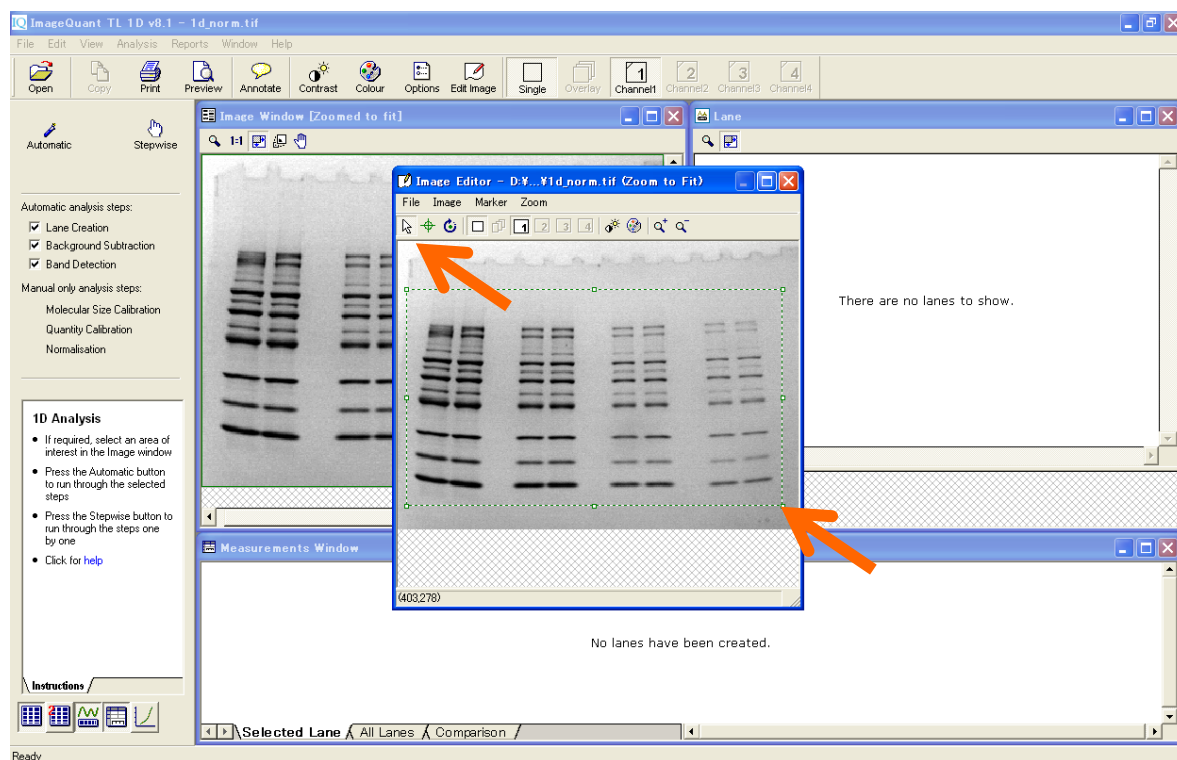 ImageQuant TL 1D v8.1 - 1d_norm.tif
File Edit View Analysis Reports Window Help
Open Copy Print Preview Annotate Contrast Colour Options Edit Image Single Overlay Channel1 Channel2 Channel3 Channel4
Automatic Stepwise
Automatic analysis steps:
Lane Creation
Background Subtraction
Band Detection
Manual only analysis steps:
Molecular Size Calibration
Quantity Calibration
Normalisation
1D Analysis
• If required, select an area of
interest in the Image window
• Press the Automatic button
to run through the selected
steps
• Press the Stepwise button to
run through the steps one
by one
• Click for help
Instructions
Image Window [Zoomed to fit]
1:1
Image Editor - D:¥...¥1d_norm.tif (Zoom to Fit)
File Image Marker Zoom
1 2 3 4
(403,278)
Lane
There are no lanes to show.
Measurements Window
No lanes have been created.
Selected Lane All Lanes Comparison
Ready